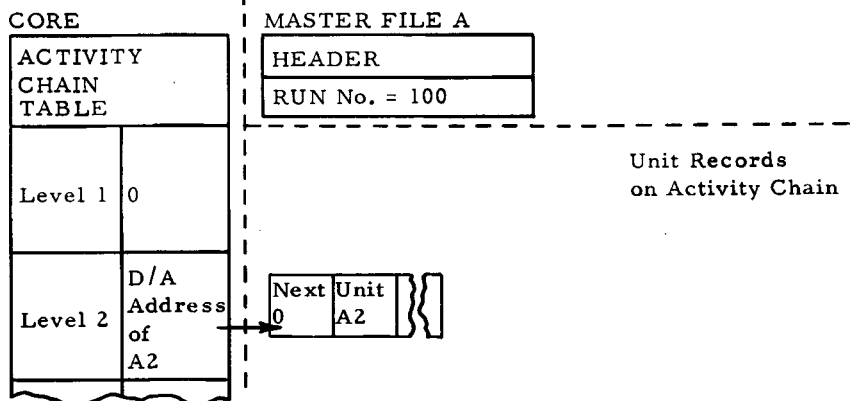 CORE
ACTIVITY
CHAIN
TABLE
Level 1
0
Level 2
D/A
Address
of
A2
MASTER FILE A
HEADER
RUN No. = 100
Unit Records
on Activity Chain
Next
0
Unit
A2